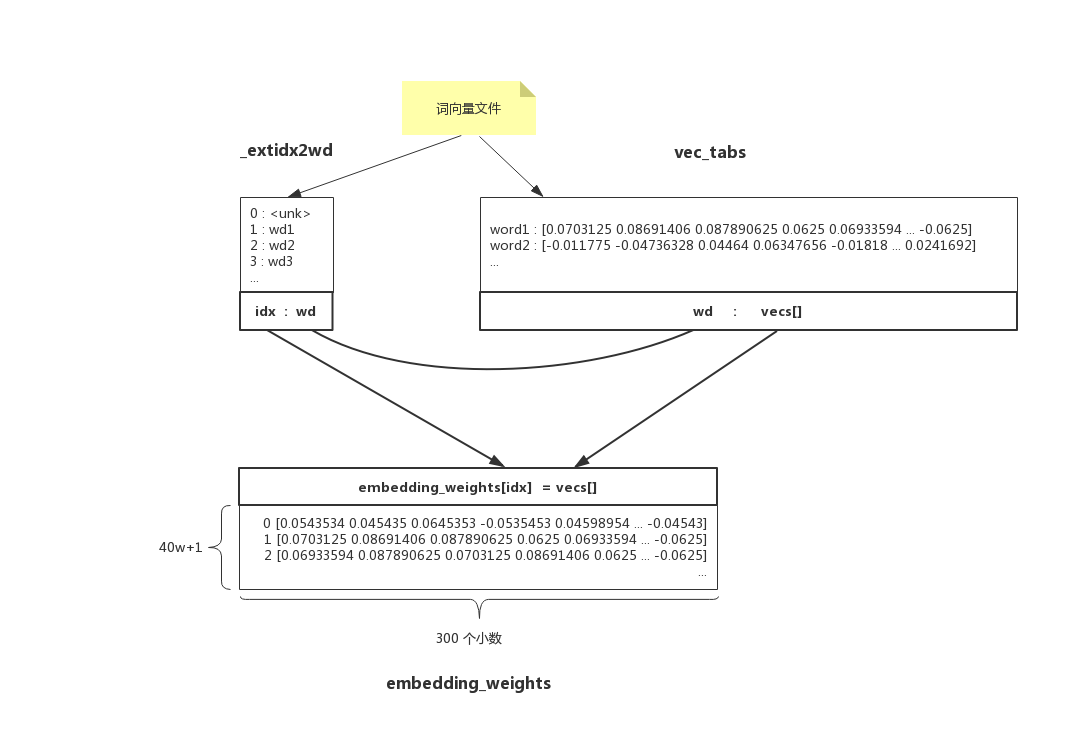 词向量文件
_extidx2wd
vec_tabs
0 : <unk>
1 : wd1
2 : wd2
3 : wd3
...
idx : wd
word1 : [0.0703125 0.08691406 0.087890625 0.0625 0.06933594 ... -0.0625]
word2 : [-0.011775 -0.04736328 0.04464 0.06347656 -0.01818 ... 0.0241692]
...
wd : vecs[]
embedding_weights[idx] = vecs[]
0 [0.0543534 0.045435 0.0645353 -0.0535453 0.04598954 ... -0.04543]
1 [0.0703125 0.08691406 0.087890625 0.0625 0.06933594 ... -0.0625]
2 [0.06933594 0.087890625 0.0703125 0.08691406 0.0625 ... -0.0625]
...
40w+1
300 个小数
embedding_weights